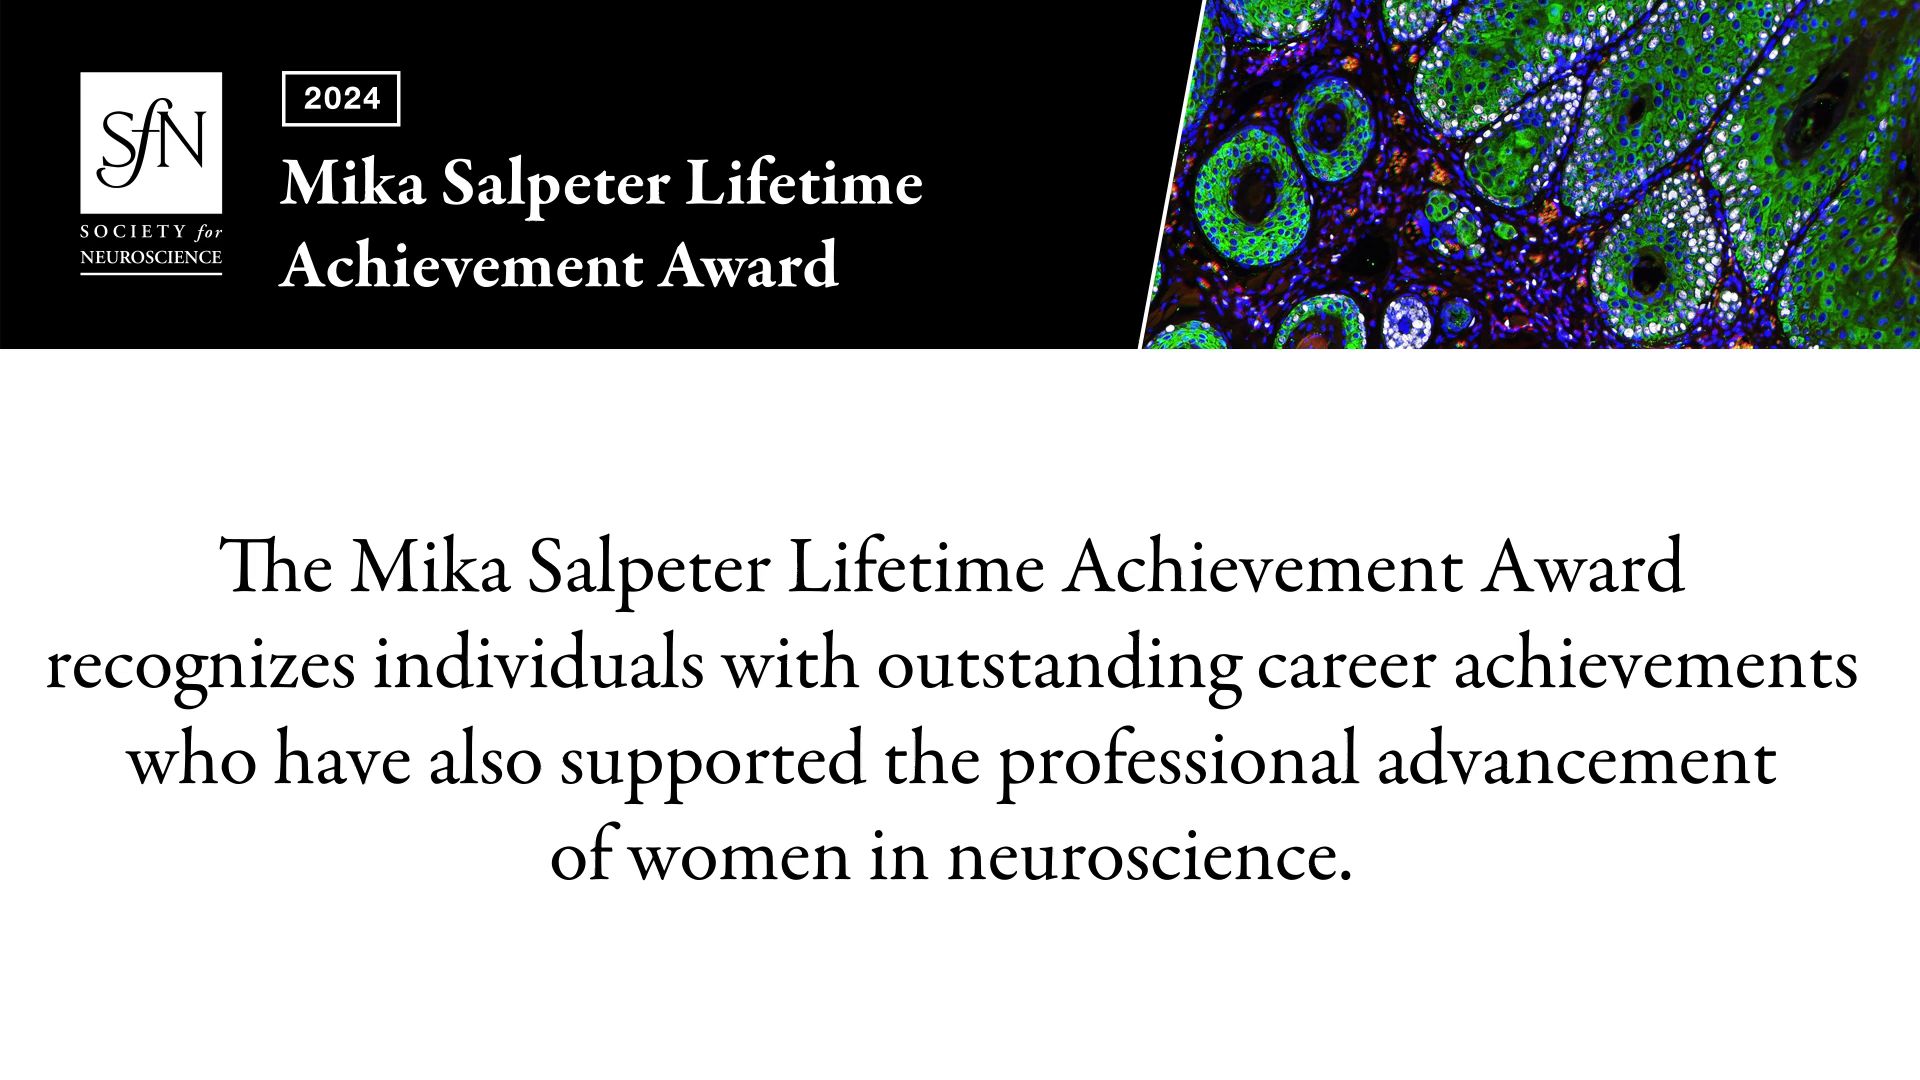 SfN
SOCIETY for
NEUROSCIENCE
2024
Mika Salpeter Lifetime
Achievement Award
The Mika Salpeter Lifetime Achievement Award
recognizes individuals with outstanding career achievements
who have also supported the professional advancement
of women in neuroscience.